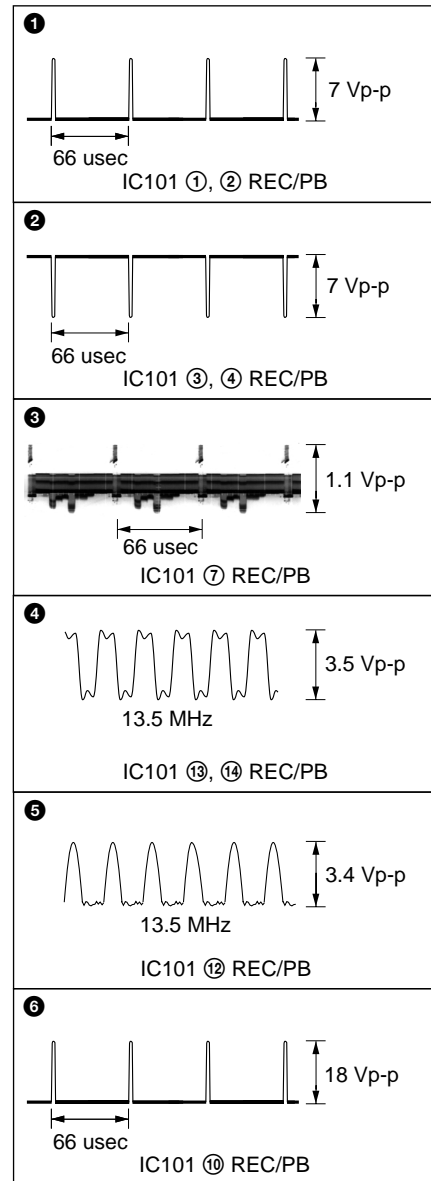 ❶
7 Vp-p
66 usec
IC101 ①, ② REC/PB
❷
7 Vp-p
66 usec
IC101 ③, ④ REC/PB
❸
1.1 Vp-p
66 usec
IC101 ⑦ REC/PB
❹
3.5 Vp-p
13.5 MHz
IC101 ⑬, ⑭ REC/PB
❺
3.4 Vp-p
13.5 MHz
IC101 ⑫ REC/PB
❻
18 Vp-p
66 usec
IC101 ⑩ REC/PB